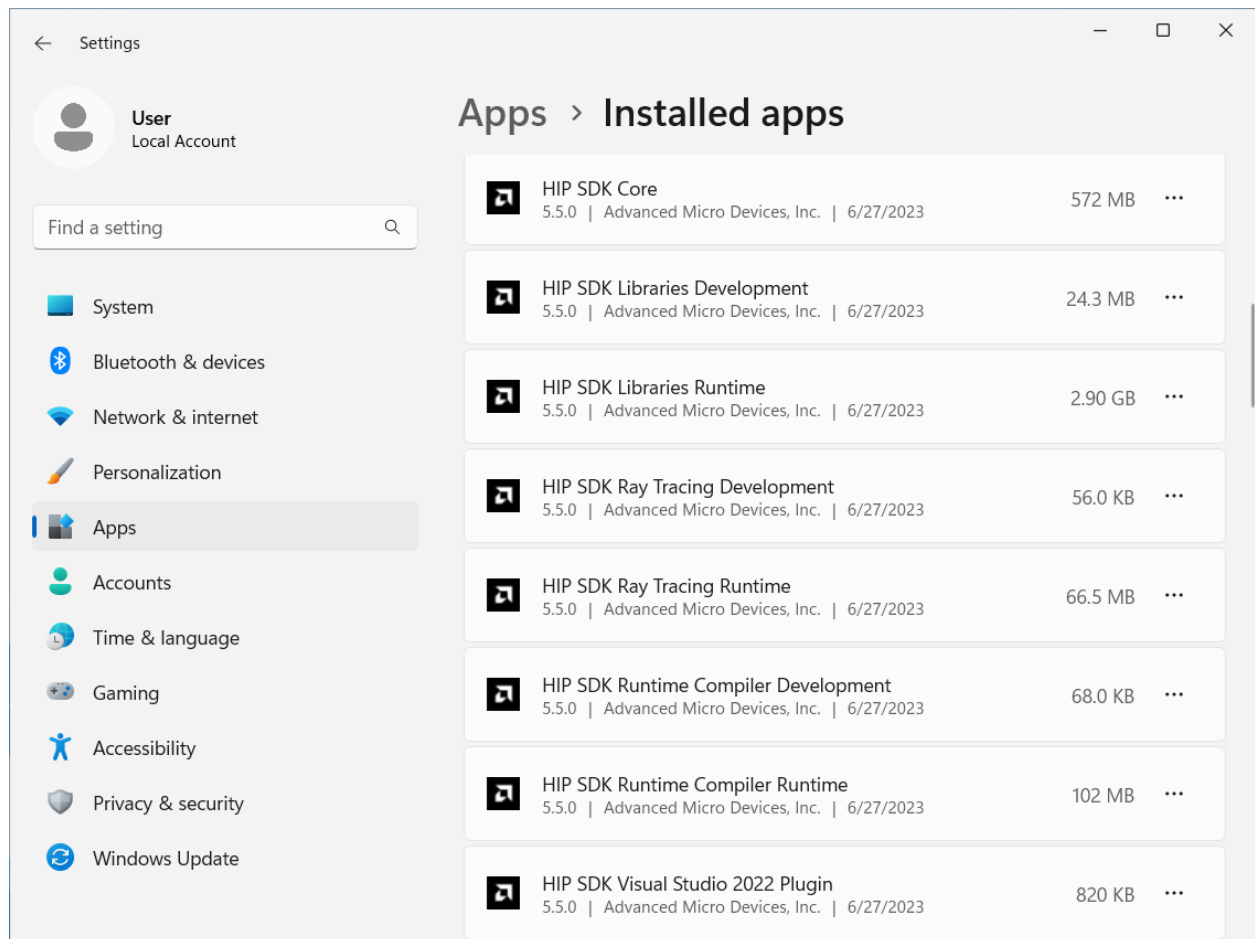 Settings
User
Local Account
Find a setting
System
Bluetooth & devices
Network & internet
Personalization
Apps
Accounts
Time & language
Gaming
Accessibility
Privacy & security
Windows Update
Apps > Installed apps
HIP SDK Core
5.5.0 | Advanced Micro Devices, Inc. | 6/27/2023
572 MB
HIP SDK Libraries Development
5.5.0 | Advanced Micro Devices, Inc. | 6/27/2023
24.3 MB
HIP SDK Libraries Runtime
5.5.0 | Advanced Micro Devices, Inc. | 6/27/2023
2.90 GB
HIP SDK Ray Tracing Development
5.5.0 | Advanced Micro Devices, Inc. | 6/27/2023
56.0 KB
HIP SDK Ray Tracing Runtime
5.5.0 | Advanced Micro Devices, Inc. | 6/27/2023
66.5 MB
HIP SDK Runtime Compiler Development
5.5.0 | Advanced Micro Devices, Inc. | 6/27/2023
68.0 KB
HIP SDK Runtime Compiler Runtime
5.5.0 | Advanced Micro Devices, Inc. | 6/27/2023
102 MB
HIP SDK Visual Studio 2022 Plugin
5.5.0 | Advanced Micro Devices, Inc. | 6/27/2023
820 KB